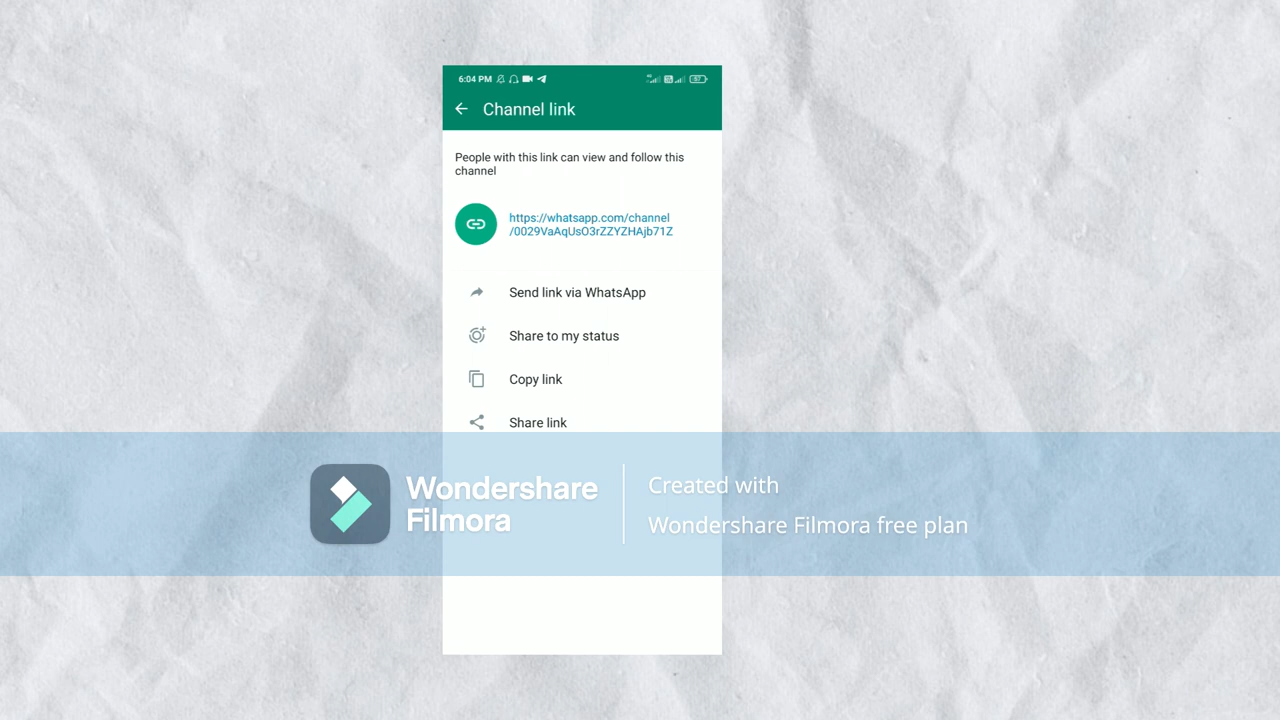 6:04 PM
Channel link
People with this link can view and follow this
channel
https://whatsapp.com/channel
/0029VaAqUsO3rZZYZHAjb71Z
Send link via WhatsApp
Share to my status
Copy link
Share link
Wondershare
Filmora
Created with
Wondershare Filmora free plan